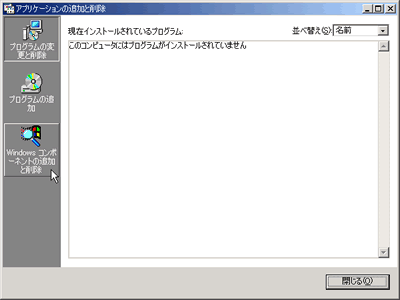 アプリケーションの追加と削除
プログラムの変
更と削除
プログラムの追
加
Windows コンポ
ーネントの追加
と削除
現在インストールされているプログラム:
並べ替え(S): 名前
このコンピュータにはプログラムがインストールされていません
閉じる(O)